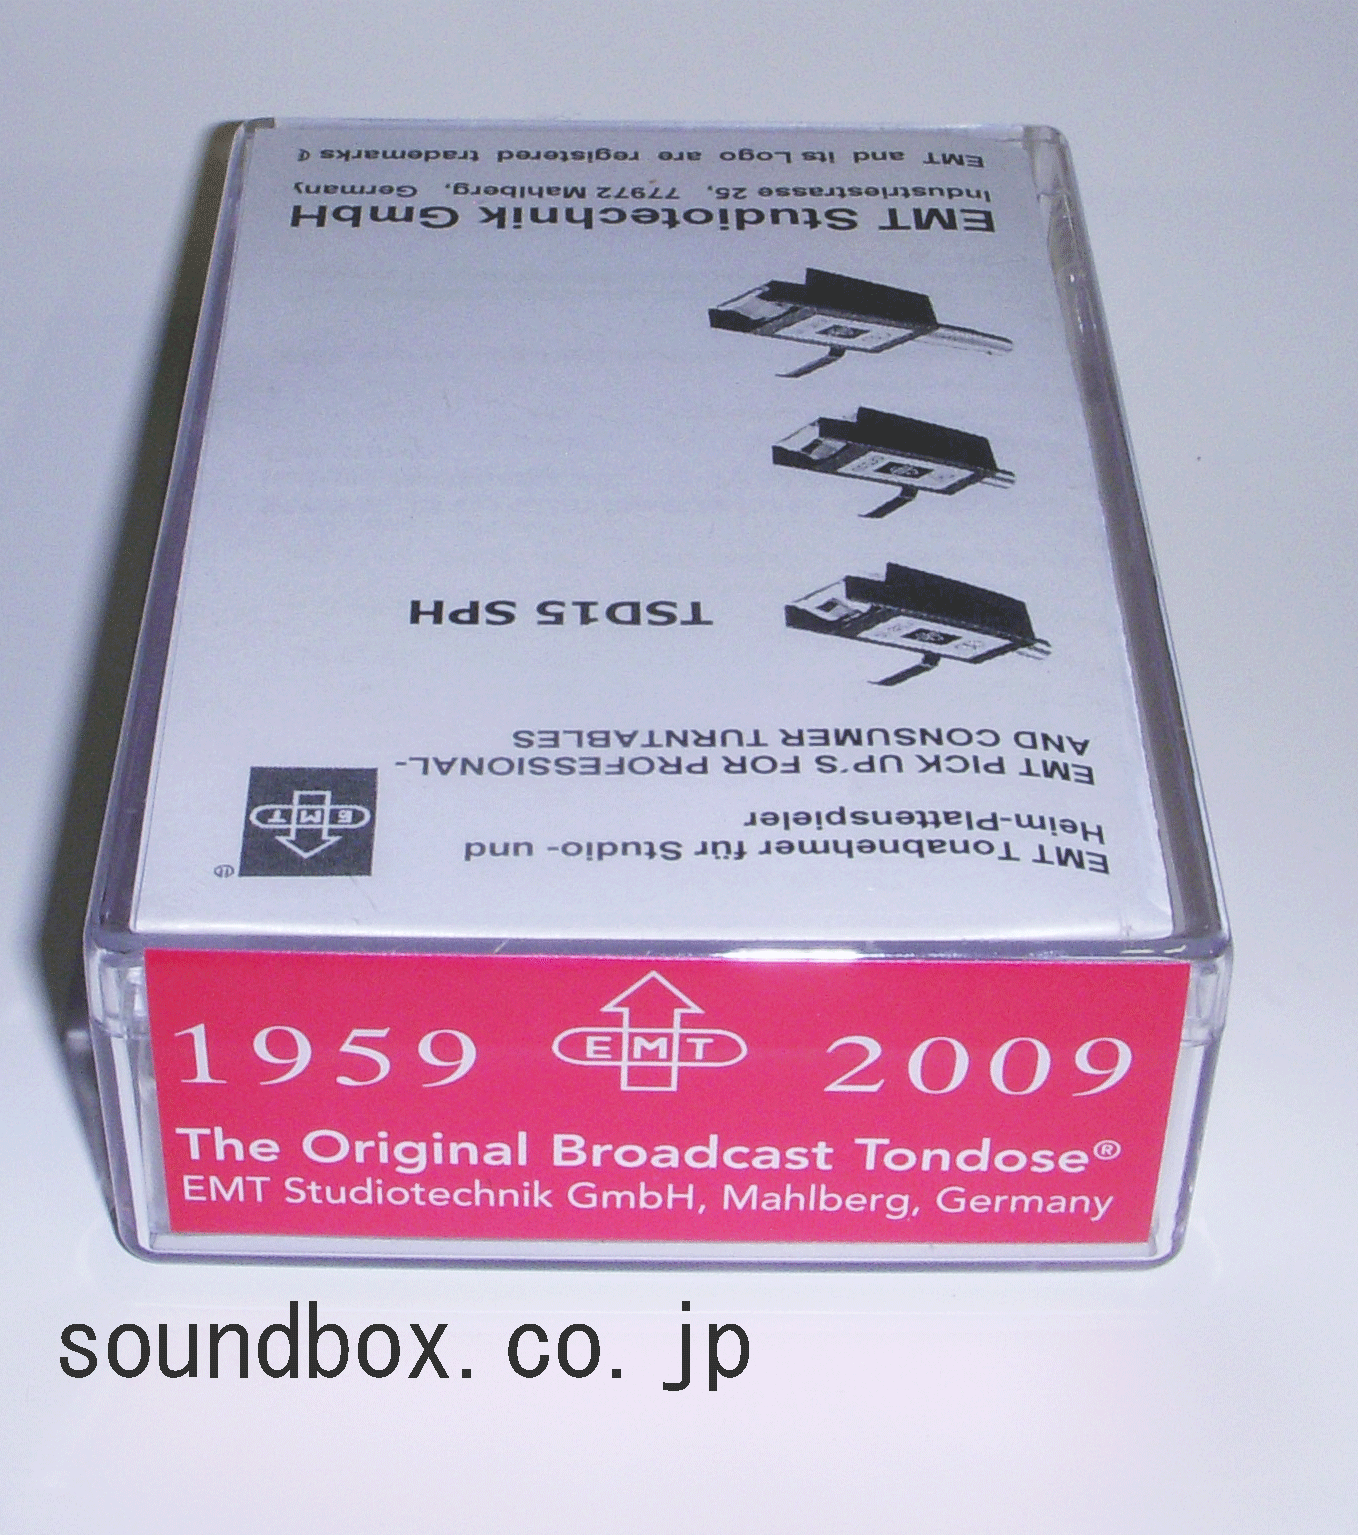 EMT Tonabnehmer für Studio- und
Heim-Plattenspieler
EMT PICK UP'S FOR PROFESSIONAL-
AND CONSUMER TURNTABLES
EMT
®
TSD15 SPH
EMT Studiotechnik GmbH
Industriestrasse 25, 77972 Mahlberg, Germany
EMT and its Logo are registered trademarks
1959 EMT 2009
The Original Broadcast Tondose®
EMT Studiotechnik GmbH, Mahlberg, Germany
soundbox.co.jp